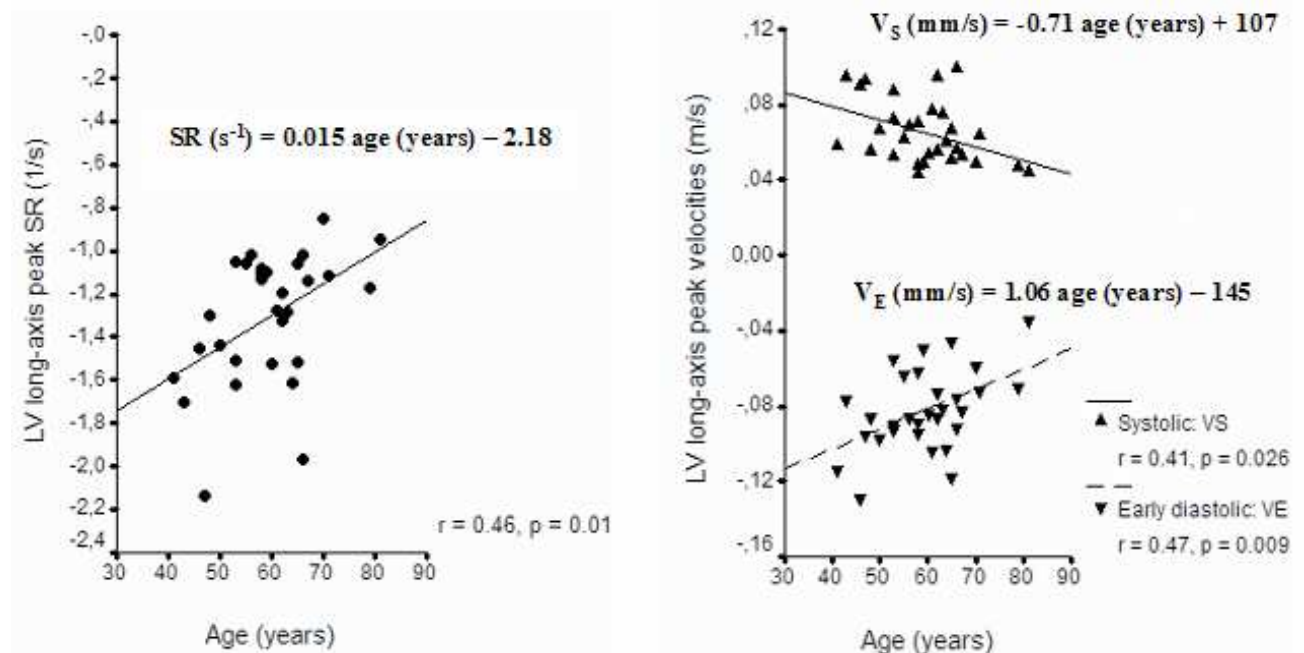 -,0
-,2
-,4
-,6
-,8
-1,0
-1,2
-1,4
-1,6
-1,8
-2,0
-2,2
-2,4
LV long-axis peak SR (1/s)
SR (s⁻¹) = 0.015 age (years) – 2.18
r = 0.46, p = 0.01
30 40 50 60 70 80 90
Age (years)
V_S (mm/s) = -0.71 age (years) + 107
,12
,08
,04
0,00
-,04
-,08
-,12
-,16
LV long-axis peak velocities (m/s)
V_E (mm/s) = 1.06 age (years) – 145
Systolic: VS
r = 0.41, p = 0.026
Early diastolic: VE
r = 0.47, p = 0.009
30 40 50 60 70 80 90
Age (years)